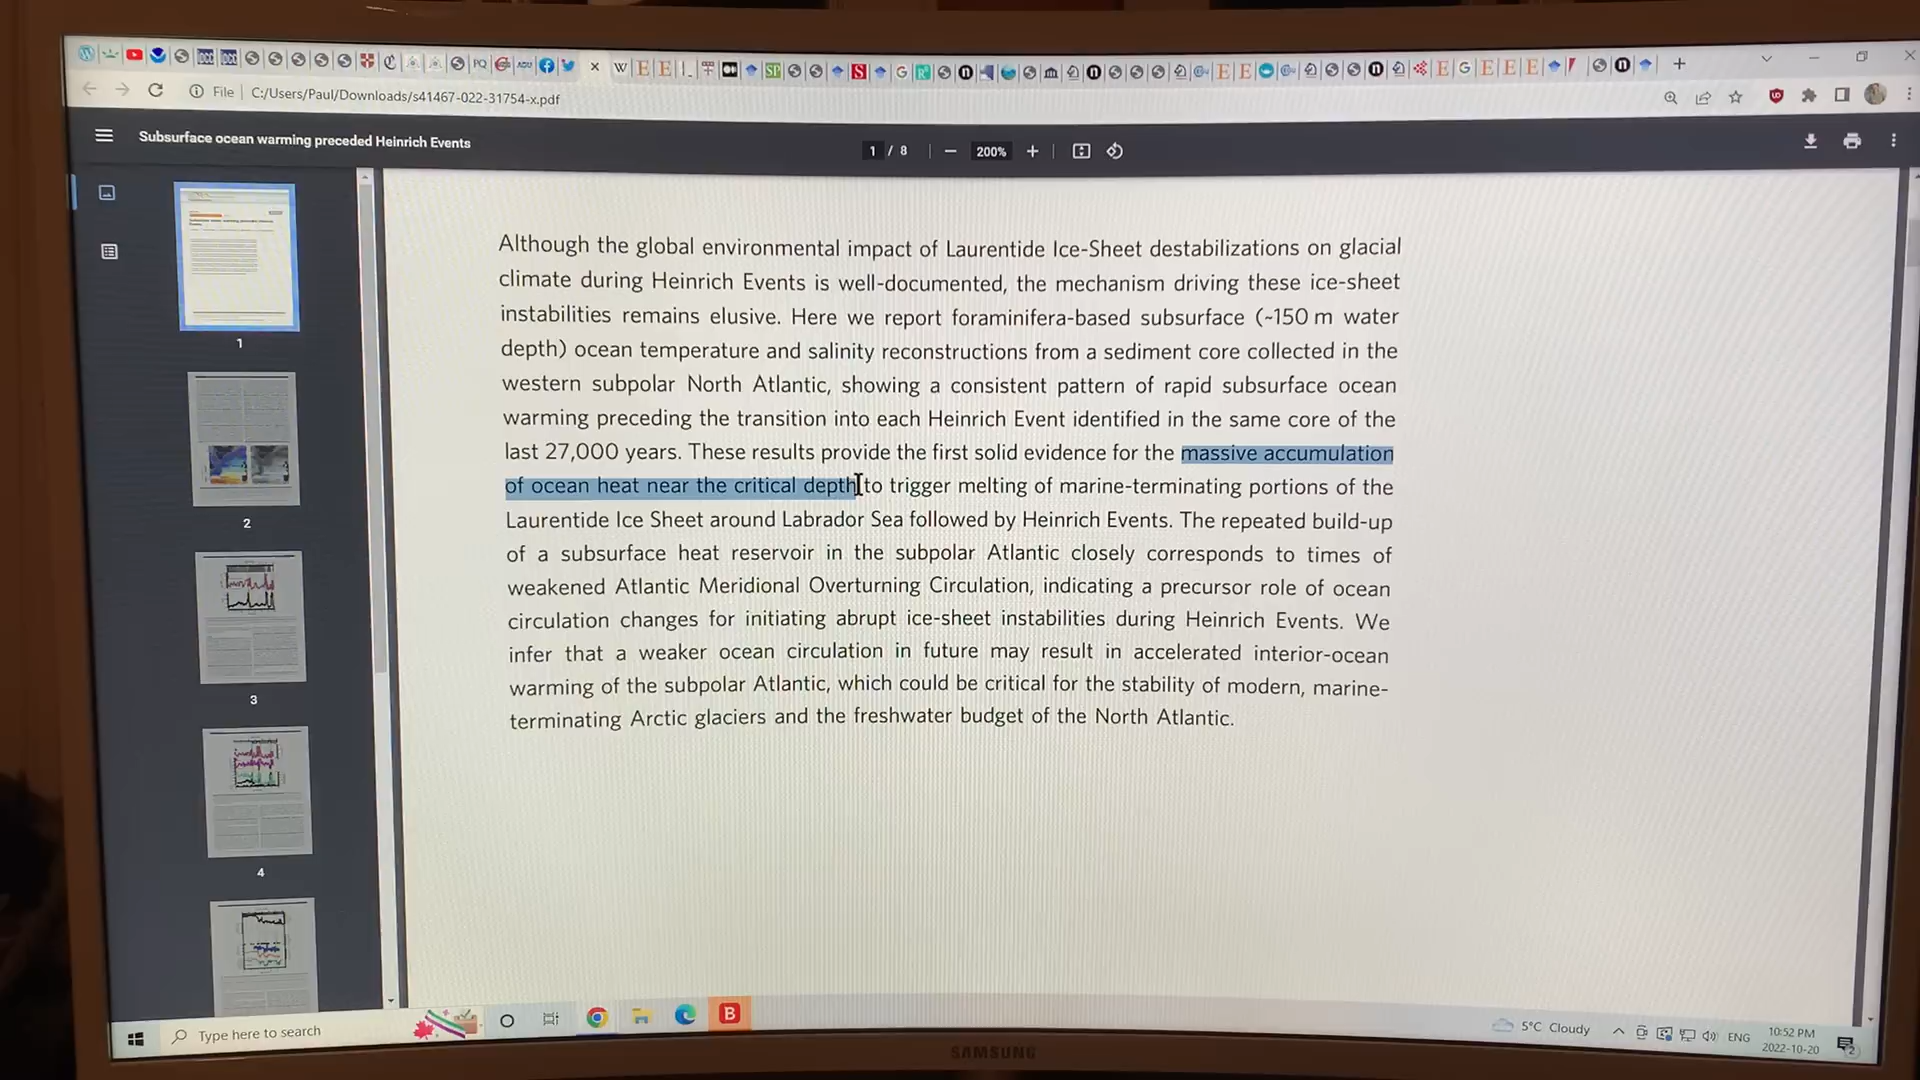 File | C:/Users/Paul/Downloads/s41467-022-31754-x.pdf
Subsurface ocean warming preceded Heinrich Events
1 / 8
200%
Although the global environmental impact of Laurentide Ice-Sheet destabilizations on glacial
climate during Heinrich Events is well-documented, the mechanism driving these ice-sheet
instabilities remains elusive. Here we report foraminifera-based subsurface (~150 m water
depth) ocean temperature and salinity reconstructions from a sediment core collected in the
western subpolar North Atlantic, showing a consistent pattern of rapid subsurface ocean
warming preceding the transition into each Heinrich Event identified in the same core of the
last 27,000 years. These results provide the first solid evidence for the massive accumulation
of ocean heat near the critical depth to trigger melting of marine-terminating portions of the
Laurentide Ice Sheet around Labrador Sea followed by Heinrich Events. The repeated build-up
of a subsurface heat reservoir in the subpolar Atlantic closely corresponds to times of
weakened Atlantic Meridional Overturning Circulation, indicating a precursor role of ocean
circulation changes for initiating abrupt ice-sheet instabilities during Heinrich Events. We
infer that a weaker ocean circulation in future may result in accelerated interior-ocean
warming of the subpolar Atlantic, which could be critical for the stability of modern, marine-
terminating Arctic glaciers and the freshwater budget of the North Atlantic.
1
2
3
4
Type here to search
5°C Cloudy
ENG
10:52 PM
2022-10-20
SAMSUNG